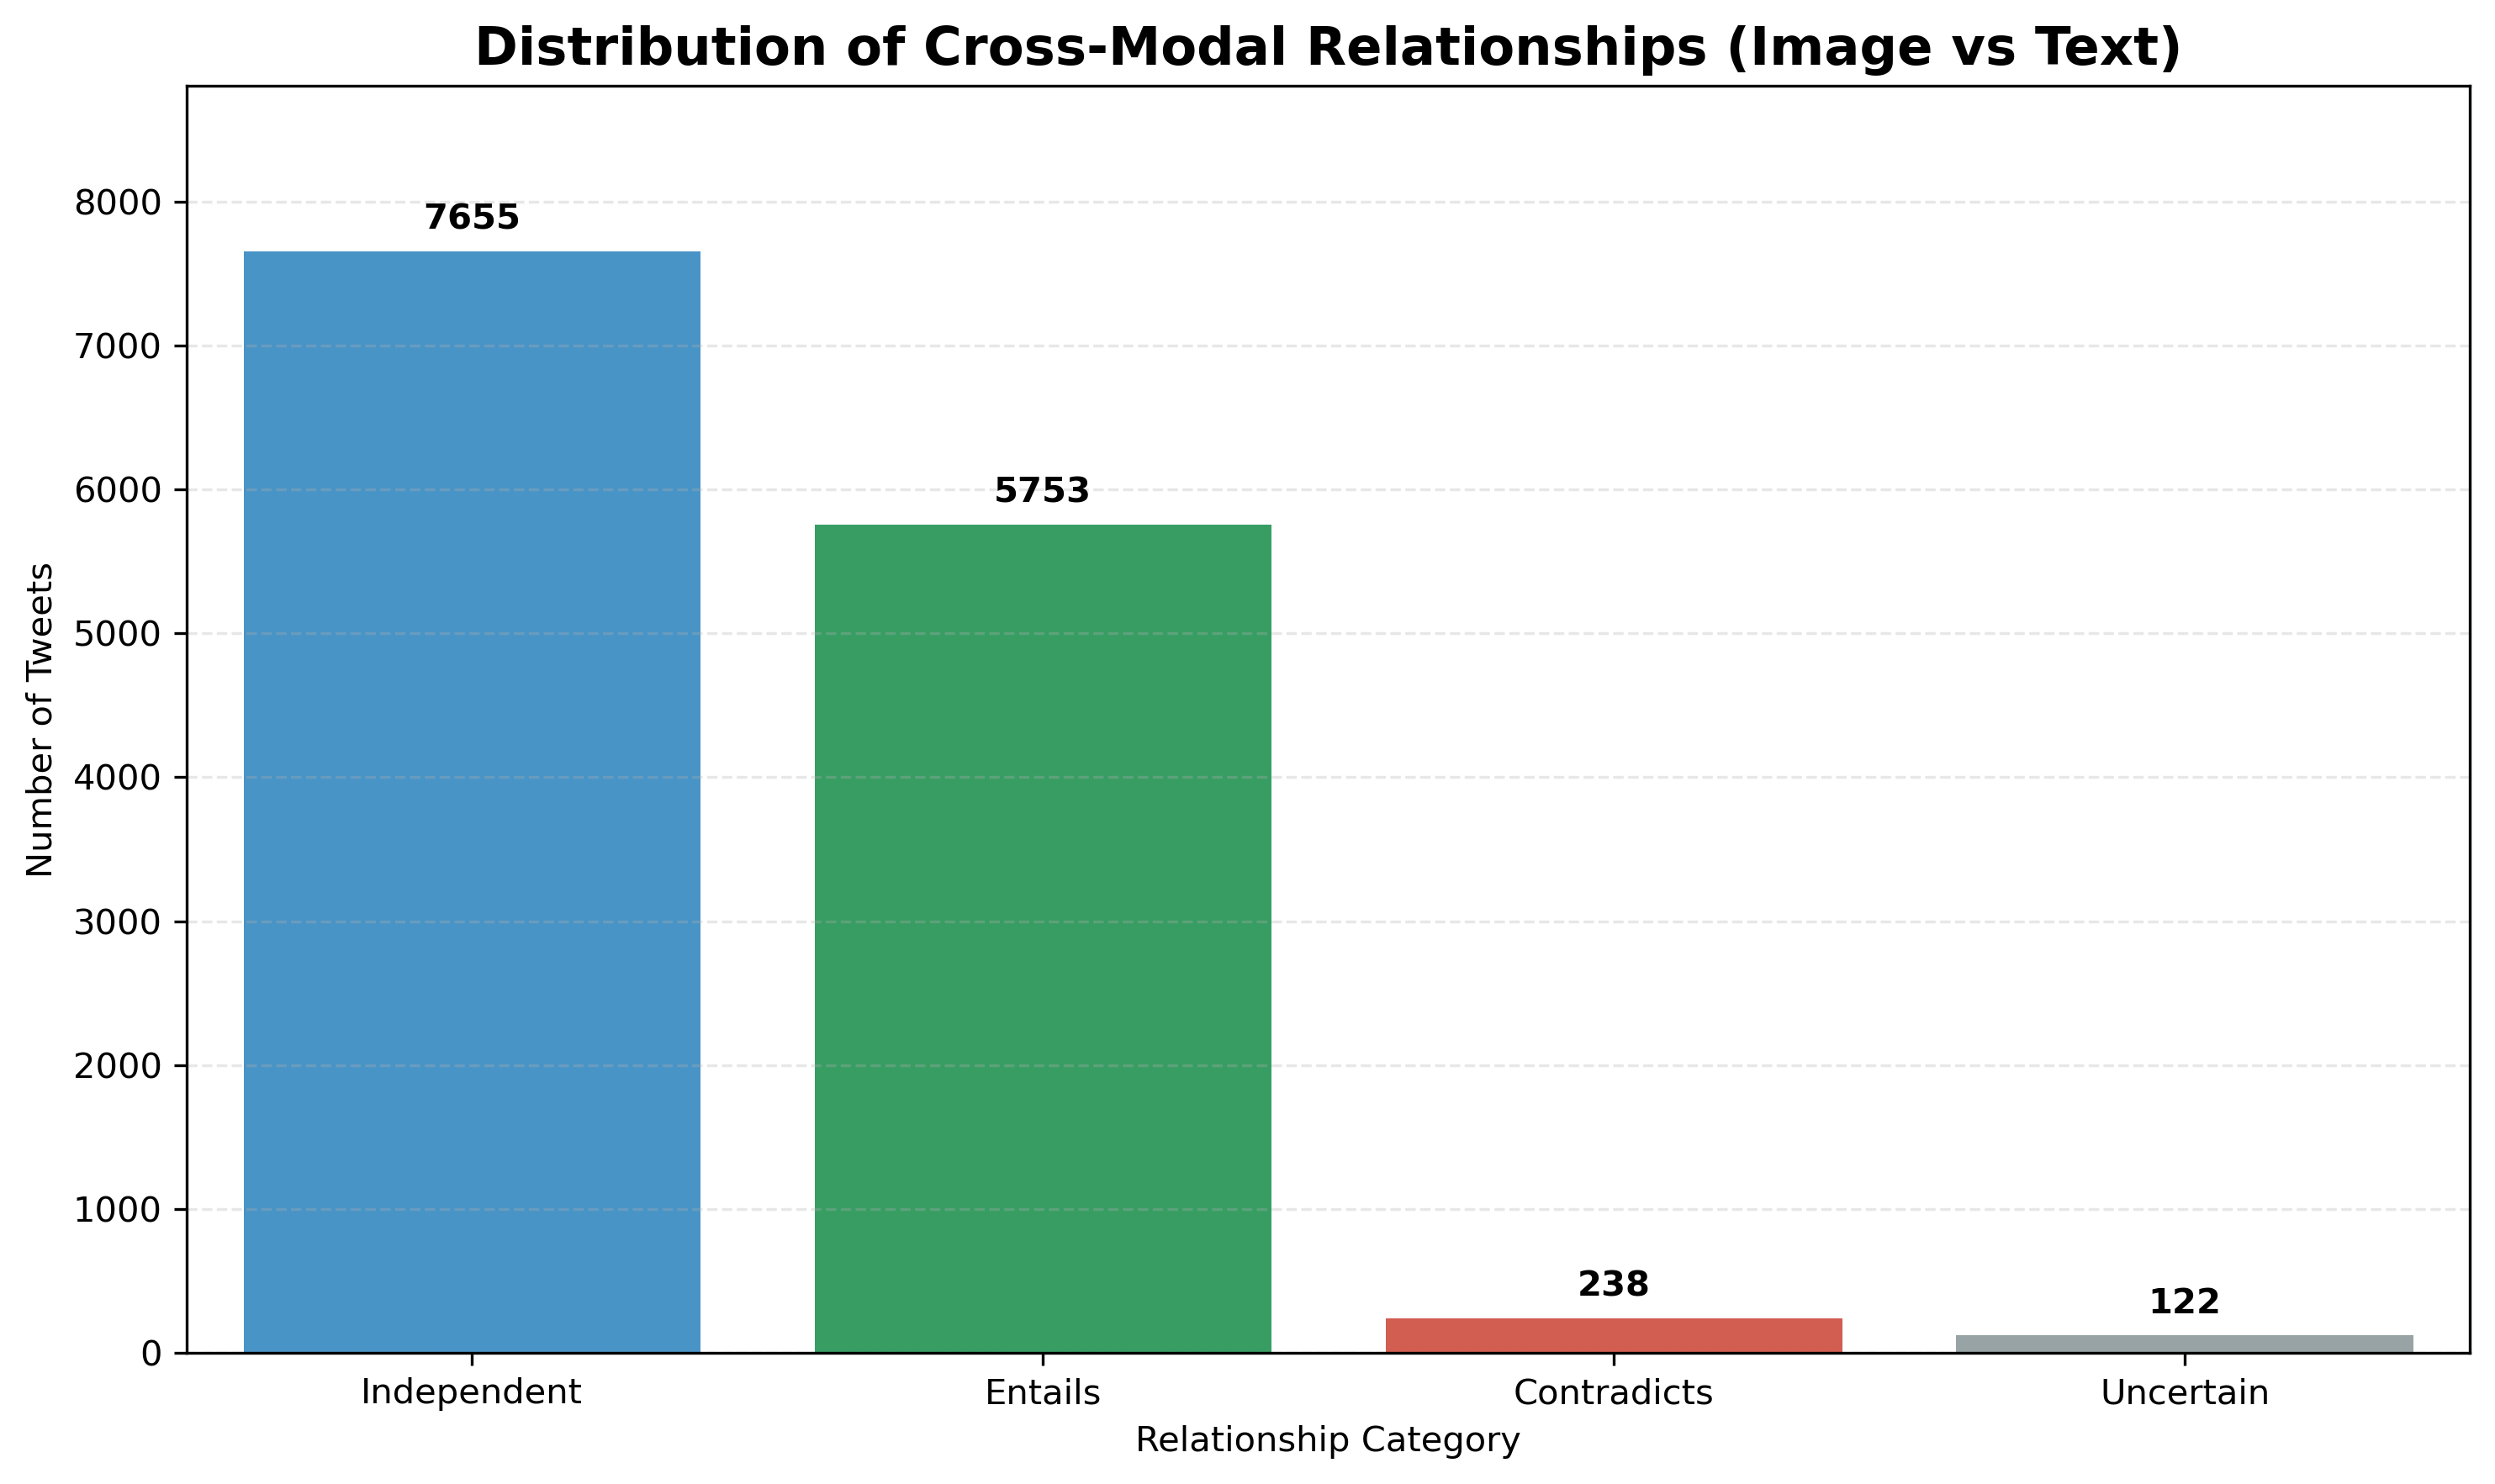 Distribution of Cross-Modal Relationships (Image vs Text)
Number of Tweets
8000
7000
6000
5000
4000
3000
2000
1000
0
7655
5753
238
122
Independent
Entails
Contradicts
Uncertain
Relationship Category